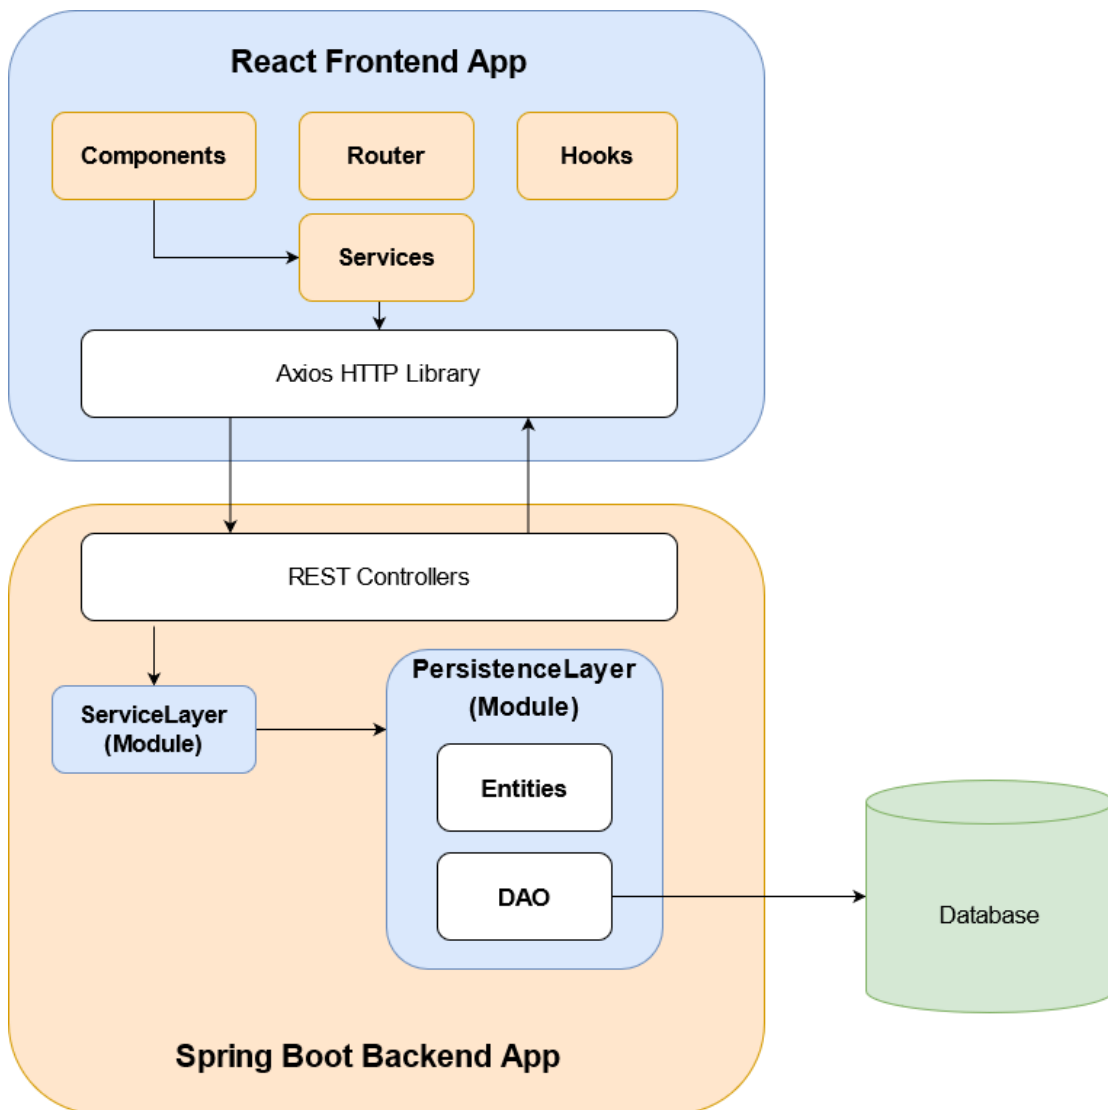 React Frontend App
Components
Router
Hooks
Services
Axios HTTP Library
REST Controllers
PersistenceLayer
(Module)
ServiceLayer
(Module)
Entities
DAO
Database
Spring Boot Backend App